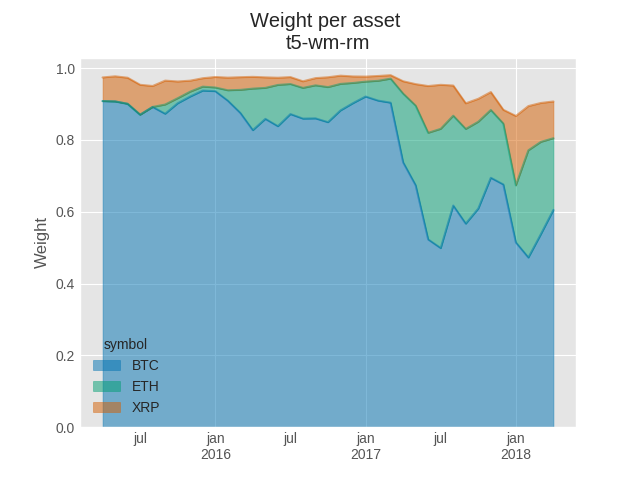 Weight per asset
t5-wm-rm
1.0
0.8
0.6
0.4
0.2
0.0
Weight
symbol
BTC
ETH
XRP
jul
jan
2016
jul
jan
2017
jul
jan
2018